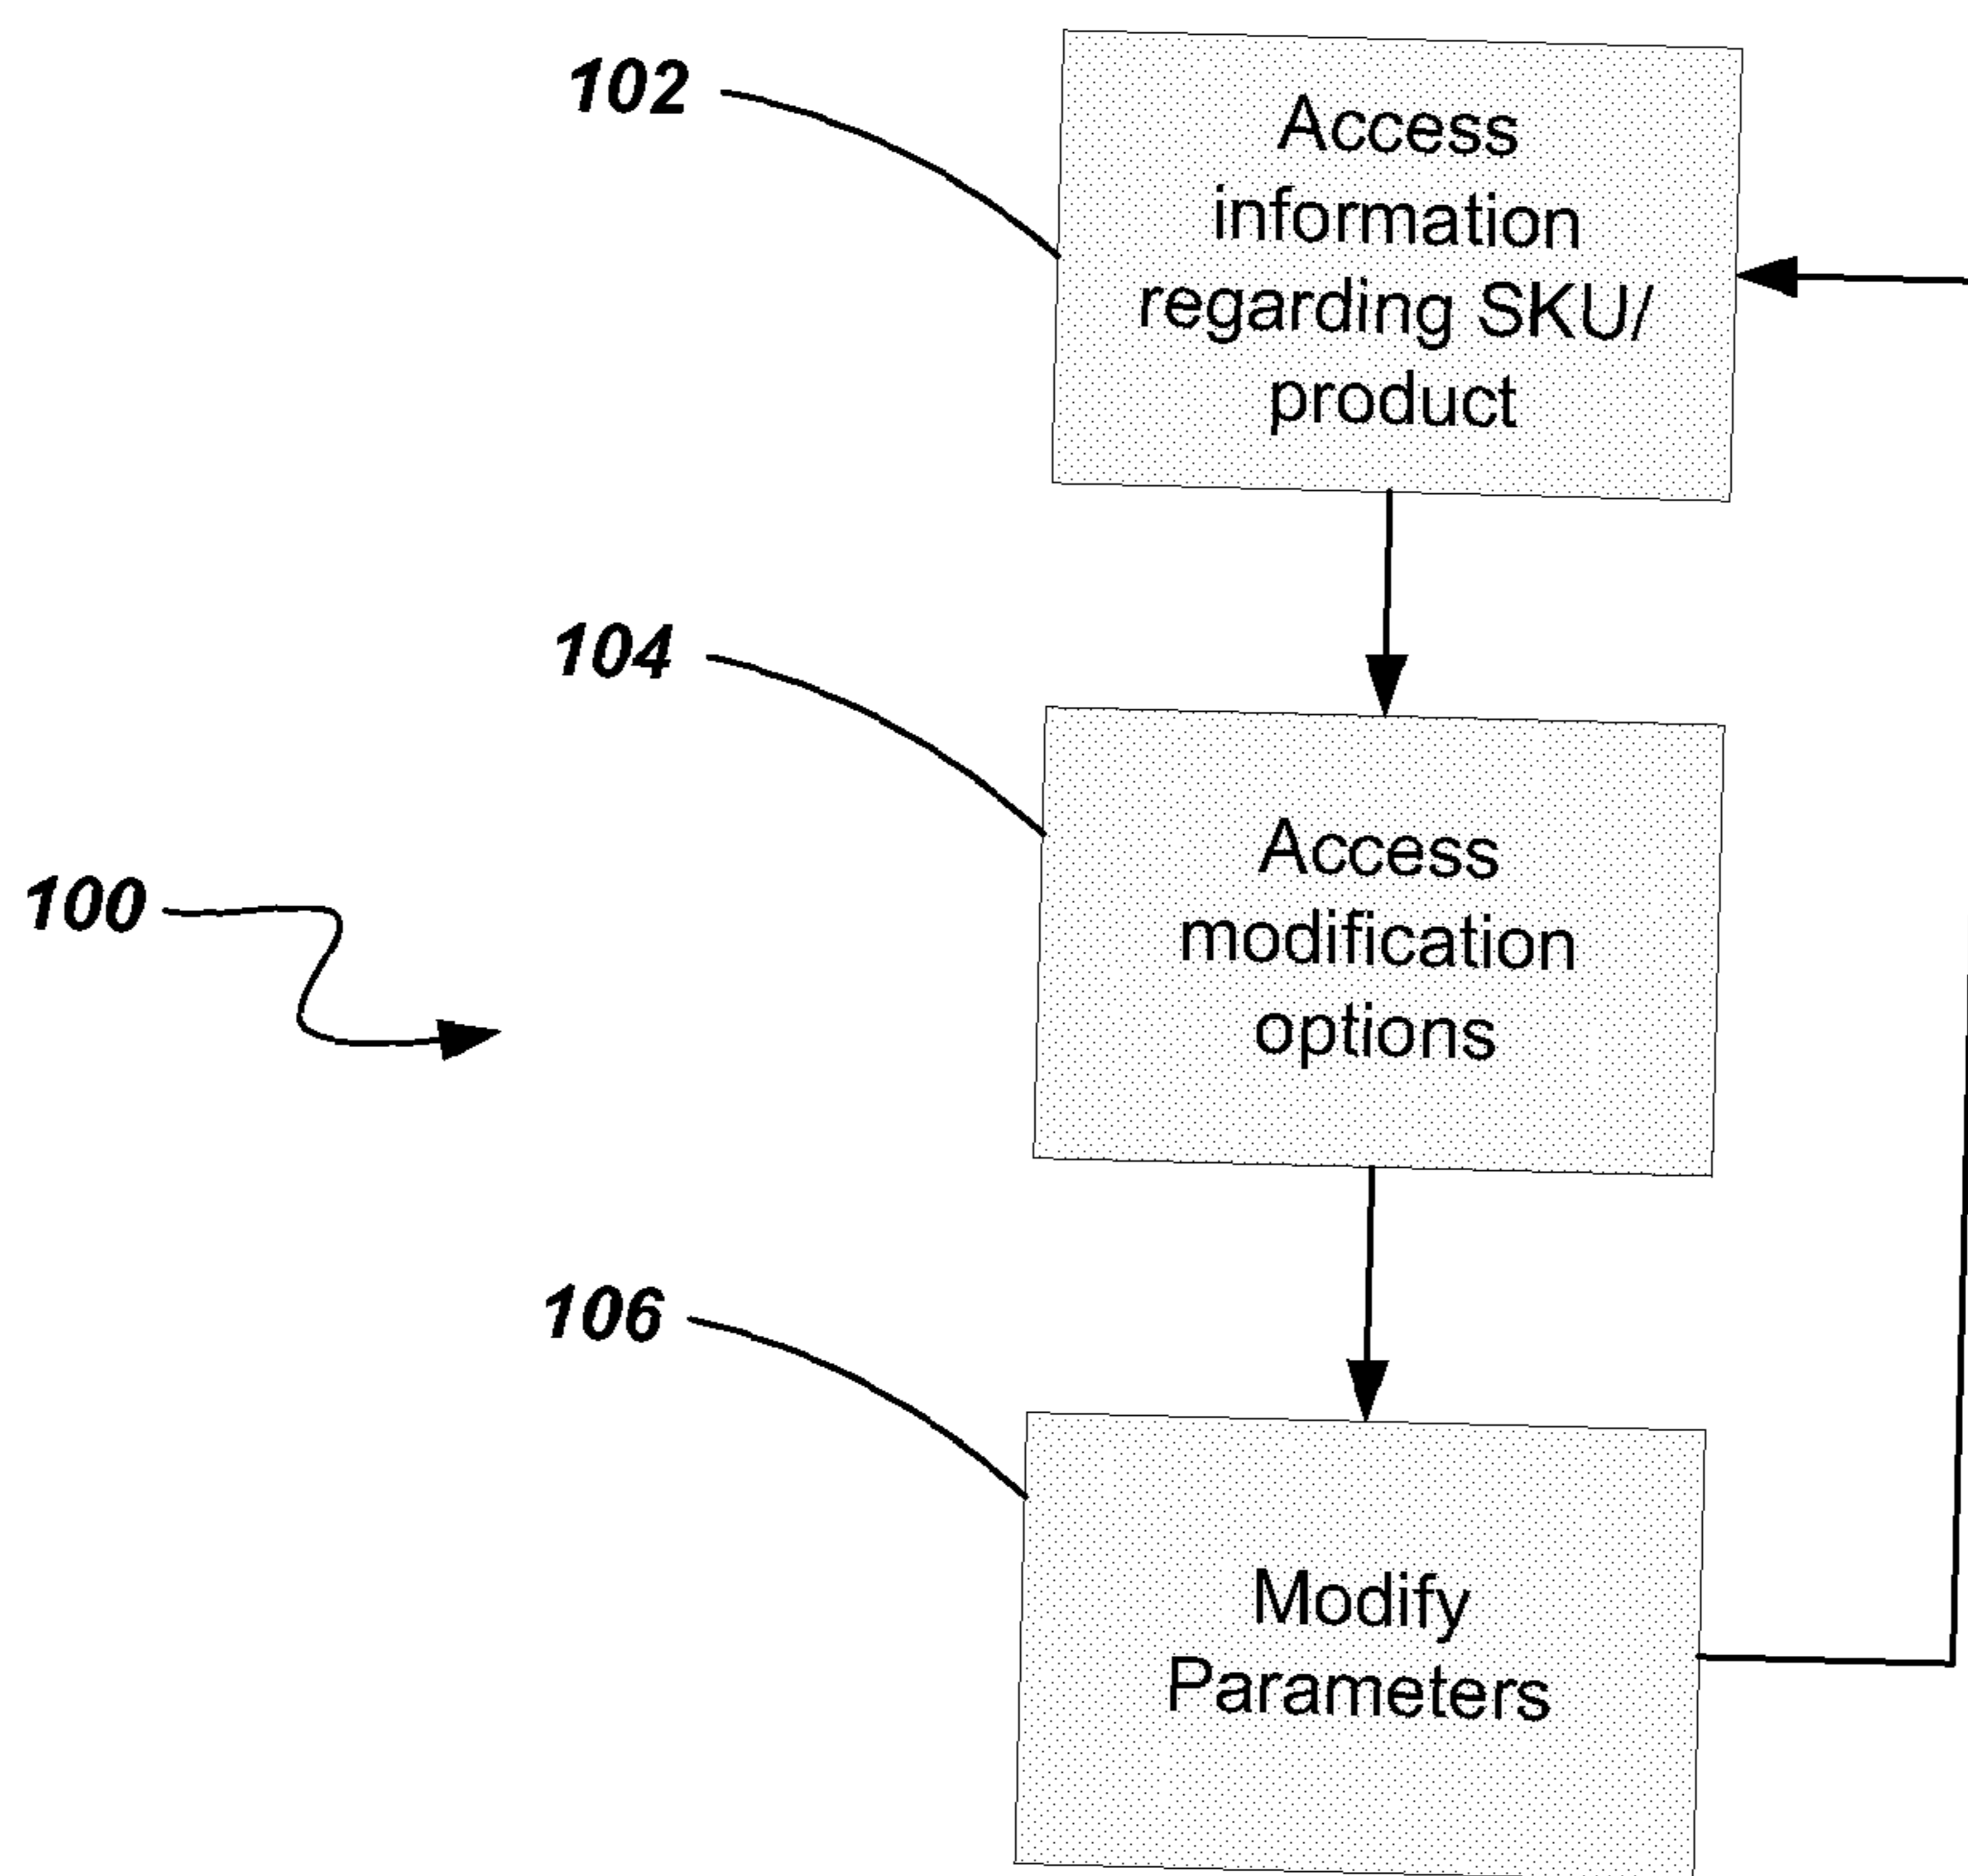 102
Access
information
regarding SKU/
product
104
Access
modification
options
100
106
Modify
Parameters